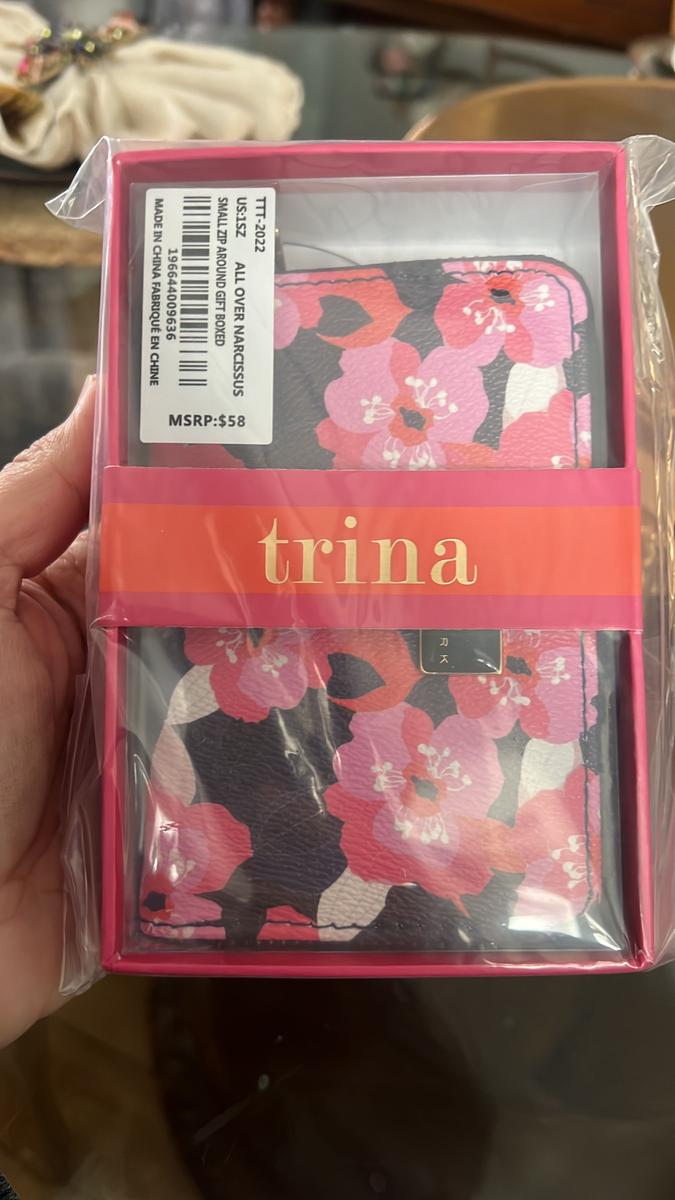 TTT-2022
US:1SZ ALL OVER NARCISSUS
SMALL ZIP AROUND GIFT BOXED
196644009636
MADE IN CHINA FABRIQUÉ EN CHINE
MSRP:$58
trina
RK